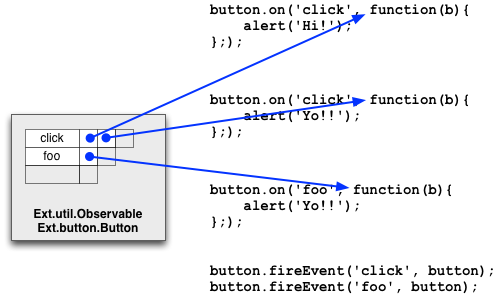 button.on('click', function(b){
alert('Hi!');
};);
button.on('click', function(b){
alert('Yo!!');
};);
click
foo
Ext.util.Observable
Ext.button.Button
button.on('foo', function(b){
alert('Yo!!');
};);
button.fireEvent('click', button);
button.fireEvent('foo', button);